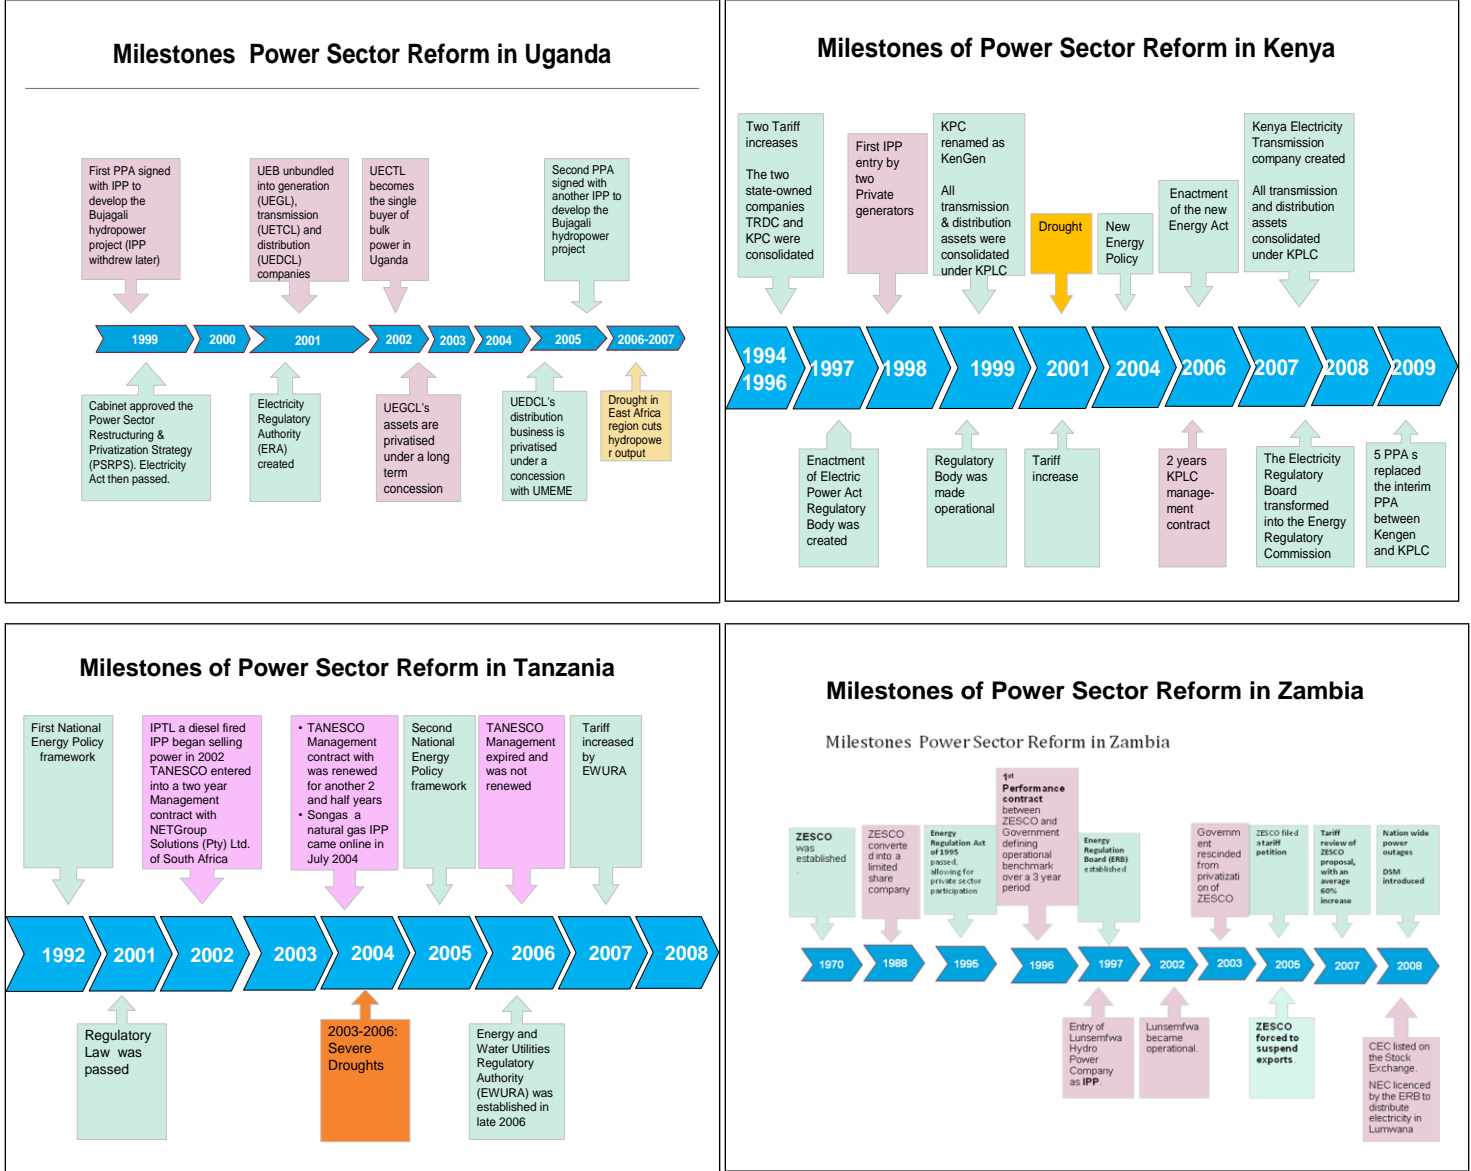 Milestones  Power Sector Reform in Uganda
First PPA signed
with IPP to
develop the
Bujagali
hydropower
project (IPP
withdrew later)
UEB unbundled
into generation
(UEGL),
transmission
(UETCL) and
distribution
(UEDCL)
companies
UECTL
becomes
the single
buyer of
bulk
power in
Uganda
Second PPA
signed with
another IPP to
develop the
Bujagali
hydropower
project
1999
2000
2001
2002
2003
2004
2005
2006-2007
Cabinet approved the
Power Sector
Restructuring &
Privatization Strategy
(PSRPS). Electricity
Act then passed.
Electricity
Regulatory
Authority
(ERA)
created
UEGCL's
assets are
privatised
under a long
term
concession
UEDCL's
distribution
business is
privatised
under a
concession
with UMEME
Drought in
East Africa
region cuts
hydropowe
r output
Milestones of Power Sector Reform in Kenya
Two Tariff
increases
The two
state-owned
companies
TRDC and
KPC were
consolidated
First IPP
entry by
two
Private
generators
KPC
renamed as
KenGen
All
transmission
& distribution
assets were
consolidated
under KPLC
Drought
New
Energy
Policy
Enactment
of the new
Energy Act
Kenya Electricity
Transmission
company created
All transmission
and distribution
assets
consolidated
under KPLC
1994
1996
1997
1998
1999
2001
2004
2006
2007
2008
2009
Enactment
of Electric
Power Act
Regulatory
Body was
created
Regulatory
Body was
made
operational
Tariff
increase
2 years
KPLC
manage-
ment
contract
The Electricity
Regulatory
Board
transformed
into the Energy
Regulatory
Commission
5 PPA s
replaced
the interim
PPA
between
Kengen
and KPLC
Milestones of Power Sector Reform in Tanzania
First National
Energy Policy
framework
IPTL a diesel fired
IPP began selling
power in 2002
TANESCO entered
into a two year
Management
contract with
NETGroup
Solutions (Pty) Ltd.
of South Africa
• TANESCO
Management
contract with
was renewed
for another 2
and half years
• Songas  a
natural gas IPP
came online in
July 2004
Second
National
Energy
Policy
framework
TANESCO
Management
expired and
was not
renewed
Tariff
increased
by
EWURA
1992
2001
2002
2003
2004
2005
2006
2007
2008
Regulatory
Law  was
passed
2003-2006:
Severe
Droughts
Energy and
Water Utilities
Regulatory
Authority
(EWURA) was
established in
late 2006
Milestones of Power Sector Reform in Zambia
Milestones  Power Sector Reform in Zambia
ZESCO
was
established
.
ZESCO
converte
d into a
limited
share
company
Energy
Regulation Act
of 1995
passed,
allowing for
private sector
participation
1st
Performance
contract
between
ZESCO and
Government
defining
operational
benchmark
over a 3 year
period
Energy
Regulation
Board (ERB)
established
Governm
ent
rescinded
from
privatizati
on of
ZESCO
ZESCO filed
a tariff
petition
Tariff
review of
ZESCO
proposal,
with an
average
60%
increase
Nation wide
power
outages
DSM
introduced
1970
1988
1995
1996
1997
2002
2003
2005
2007
2008
Entry of
Lunsemfwa
Hydro
Power
Company
as IPP.
Lunsemfwa
became
operational.
ZESCO
forced to
suspend
exports.
CEC listed on
the Stock
Exchange.
NEC licenced
by the ERB to
distribute
electricity in
Lumwana